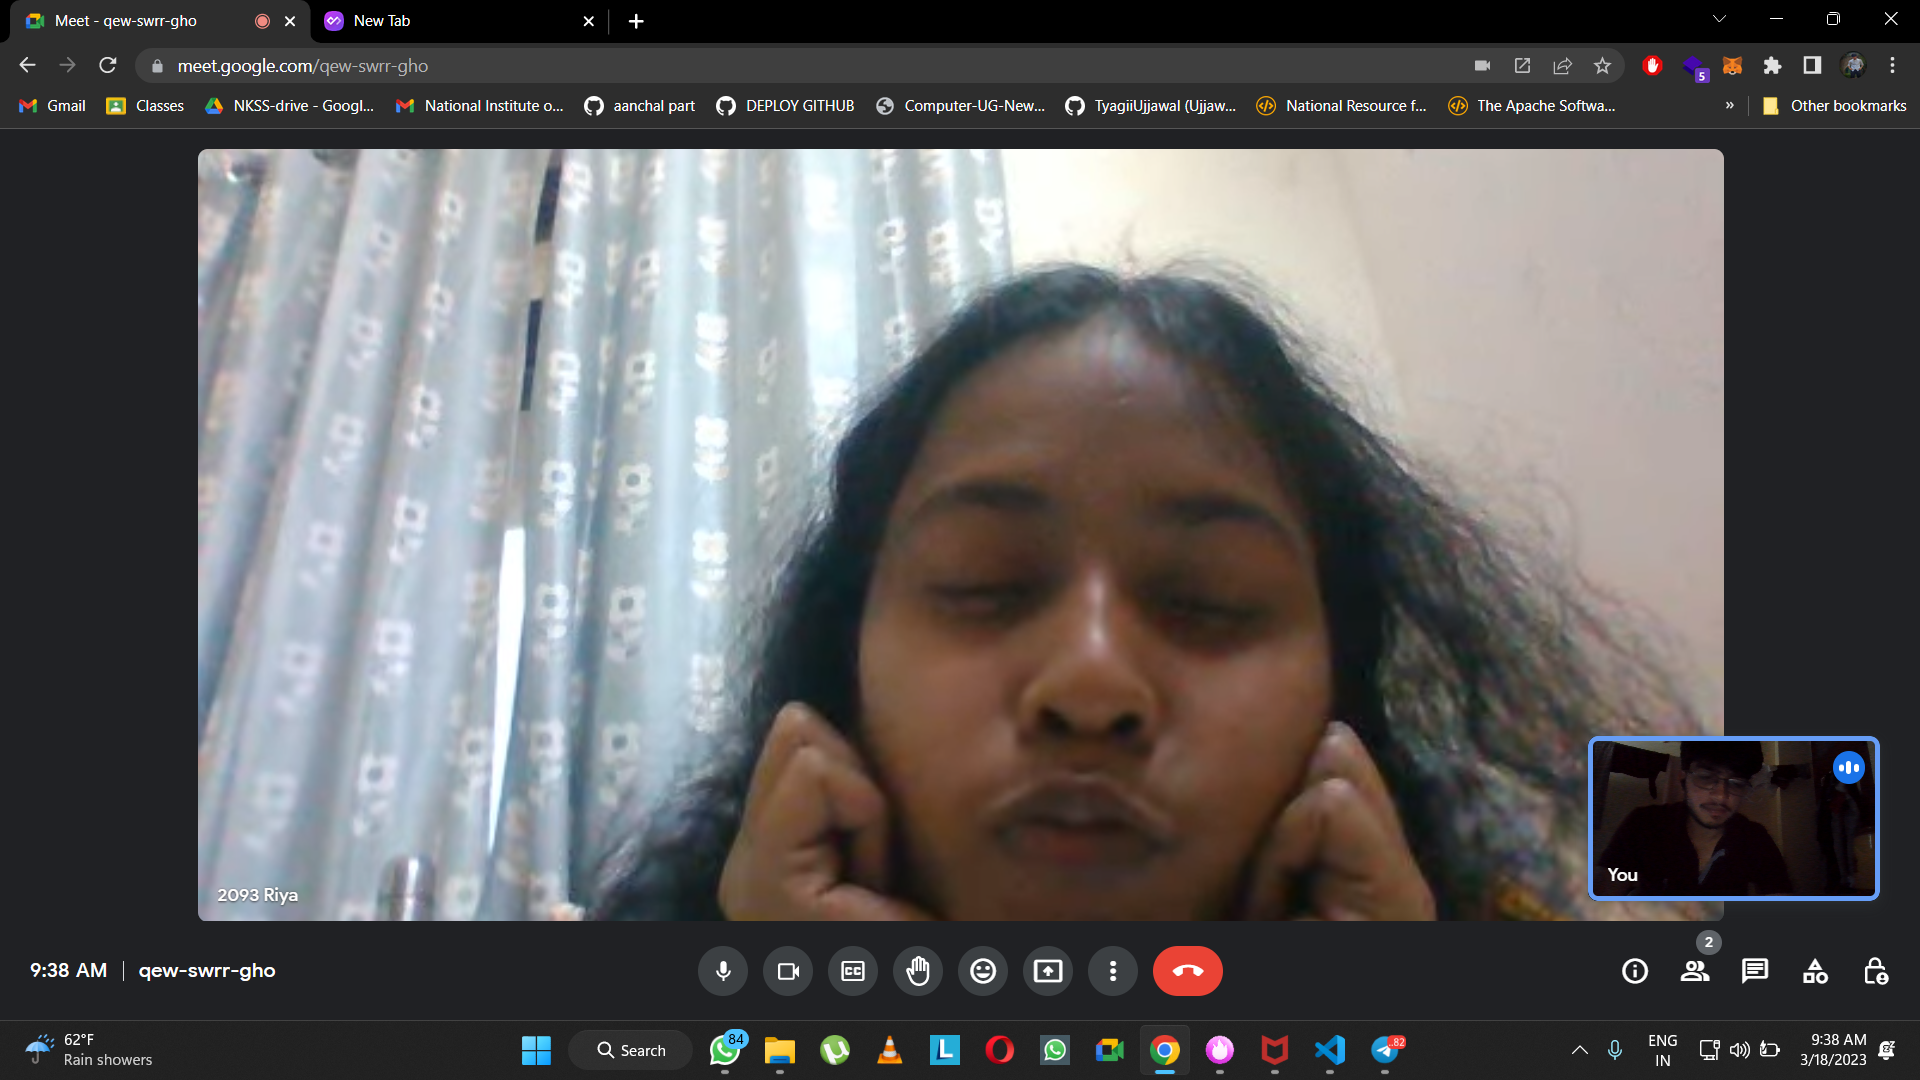 Meet - qew-swrr-gho
New Tab
meet.google.com/qew-swrr-gho
5
Gmail
Classes
NKSS-drive - Googl...
National Institute o...
aanchal part
DEPLOY GITHUB
Computer-UG-New...
TyagiiUjjawal (Ujjaw...
National Resource f...
The Apache Softwa...
»
Other bookmarks
2093 Riya
You
9:38 AM | qew-swrr-gho
CC
2
62°F
Rain showers
Search
84
L
..82
ENG
IN
9:38 AM
3/18/2023